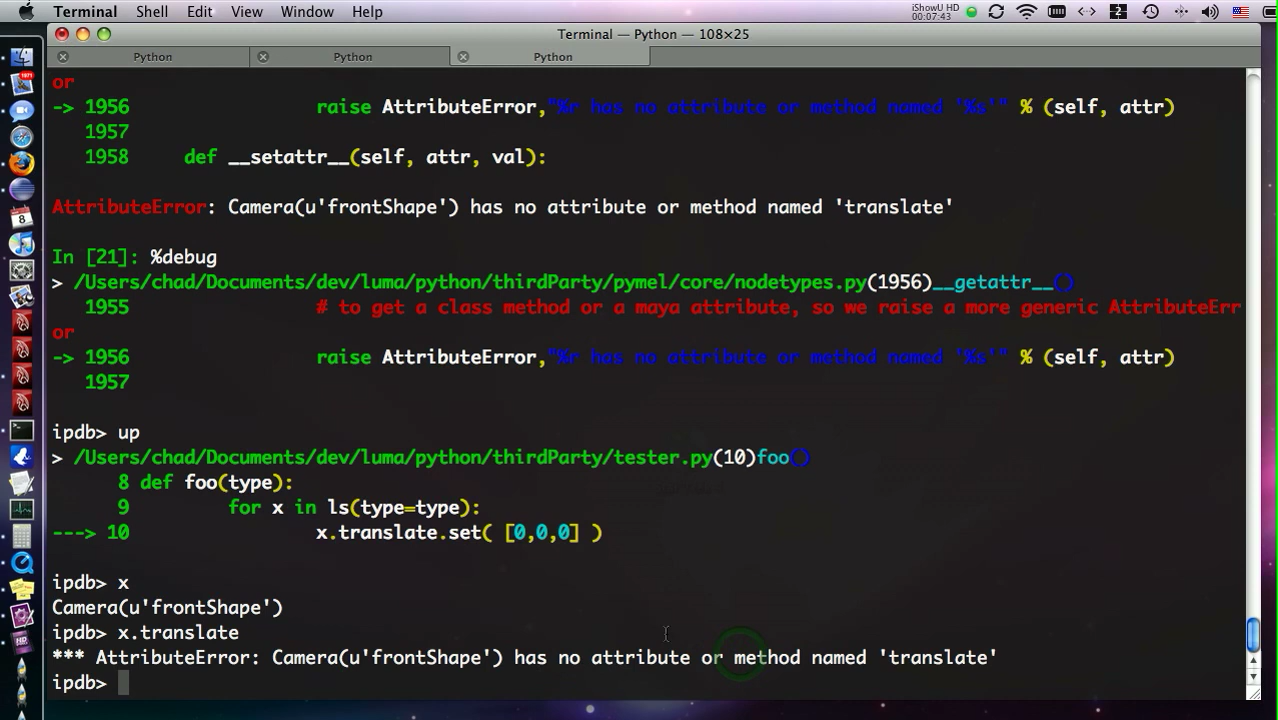 Terminal Shell Edit View Window Help
iShowU HD
00:07:43
2
Terminal — Python — 108×25
Python Python Python
or
-> 1956 raise AttributeError,"%r has no attribute or method named '%s'" % (self, attr)
1957
1958 def __setattr__(self, attr, val):
AttributeError: Camera(u'frontShape') has no attribute or method named 'translate'
In [21]: %debug
> /Users/chad/Documents/dev/luma/python/thirdParty/pymel/core/nodetypes.py(1956)__getattr__()
1955 # to get a class method or a maya attribute, so we raise a more generic AttributeErr
or
-> 1956 raise AttributeError,"%r has no attribute or method named '%s'" % (self, attr)
1957
ipdb> up
> /Users/chad/Documents/dev/luma/python/thirdParty/tester.py(10)foo()
8 def foo(type):
9 for x in ls(type=type):
---> 10 x.translate.set( [0,0,0] )
ipdb> x
Camera(u'frontShape')
ipdb> x.translate
*** AttributeError: Camera(u'frontShape') has no attribute or method named 'translate'
ipdb>